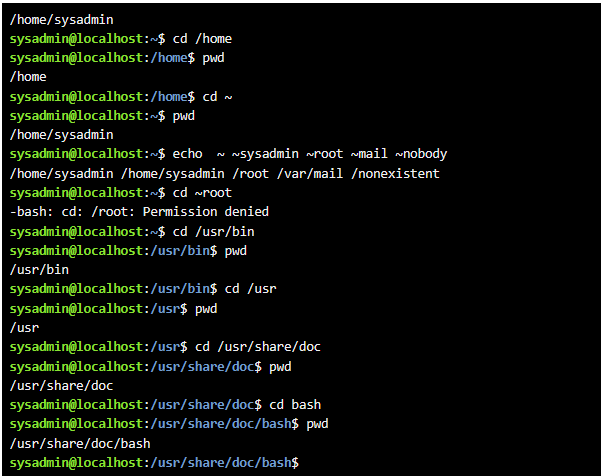 /home/sysadmin
sysadmin@localhost:~$ cd /home
sysadmin@localhost:/home$ pwd
/home
sysadmin@localhost:/home$ cd ~
sysadmin@localhost:~$ pwd
/home/sysadmin
sysadmin@localhost:~$ echo  ~ ~sysadmin ~root ~mail ~nobody
/home/sysadmin /home/sysadmin /root /var/mail /nonexistent
sysadmin@localhost:~$ cd ~root
-bash: cd: /root: Permission denied
sysadmin@localhost:~$ cd /usr/bin
sysadmin@localhost:/usr/bin$ pwd
/usr/bin
sysadmin@localhost:/usr/bin$ cd /usr
sysadmin@localhost:/usr$ pwd
/usr
sysadmin@localhost:/usr$ cd /usr/share/doc
sysadmin@localhost:/usr/share/doc$ pwd
/usr/share/doc
sysadmin@localhost:/usr/share/doc$ cd bash
sysadmin@localhost:/usr/share/doc/bash$ pwd
/usr/share/doc/bash
sysadmin@localhost:/usr/share/doc/bash$